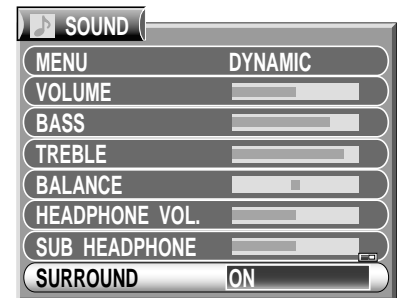 SOUND
MENU DYNAMIC
VOLUME
BASS
TREBLE
BALANCE
HEADPHONE VOL.
SUB HEADPHONE
SURROUND ON